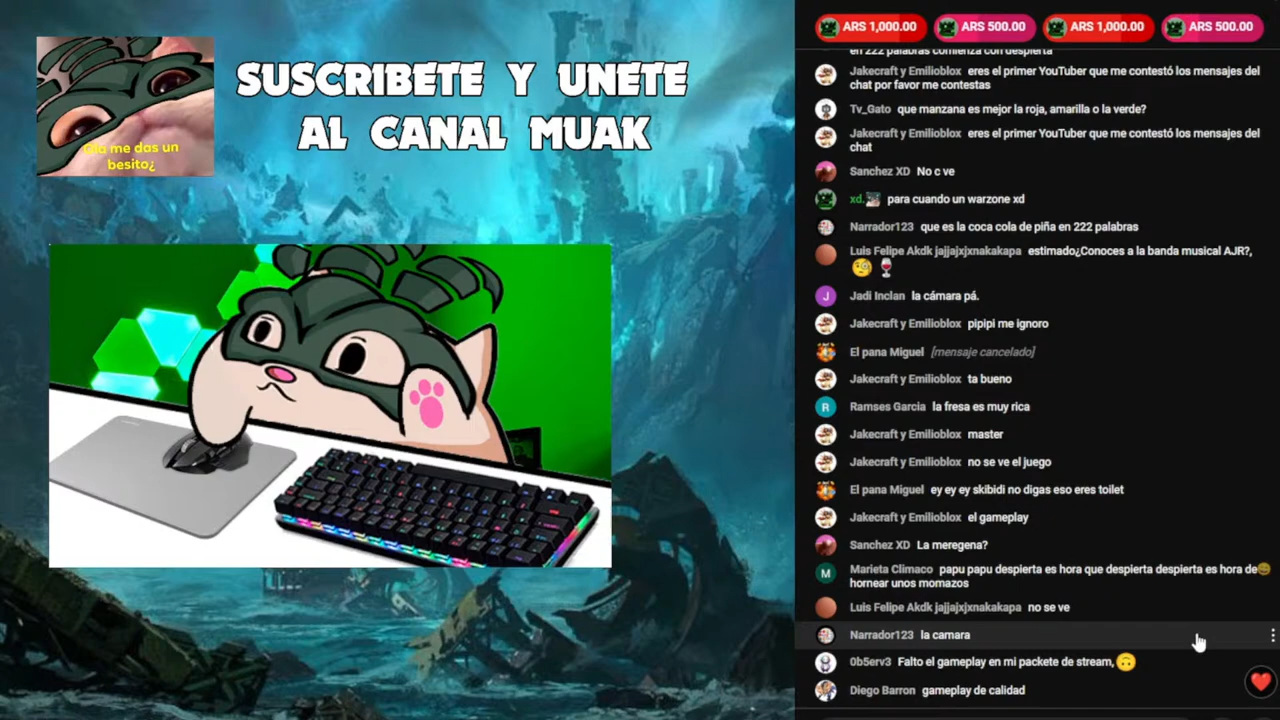 SUSCRIBETE Y UNETE
AL CANAL MUAK
me das un
besito¿
ARS 1,000.00 ARS 500.00 ARS 1,000.00 ARS 500.00
en 222 palabras comienza con despierta
Jakecraft y Emilioblox eres el primer YouTuber que me contestó los mensajes del
chat por favor me contestas
Tv_Gato que manzana es mejor la roja, amarilla o la verde?
Jakecraft y Emilioblox eres el primer YouTuber que me contestó los mensajes del
chat
Sanchez XD No c ve
xd. para cuando un warzone xd
Narrador123 que es la coca cola de piña en 222 palabras
Luis Felipe Akdk jajjajxjxnakakapa estimado¿Conoces a la banda musical AJR?,
🧐 🍷
J Jadi Inclan la cámara pá.
Jakecraft y Emilioblox pipipi me ignoro
El pana Miguel [mensaje cancelado]
Jakecraft y Emilioblox ta bueno
R Ramses Garcia la fresa es muy rica
Jakecraft y Emilioblox master
Jakecraft y Emilioblox no se ve el juego
El pana Miguel ey ey ey skibidi no digas eso eres toilet
Jakecraft y Emilioblox el gameplay
Sanchez XD La meregena?
M Marieta Climaco papu papu despierta es hora que despierta despierta es hora de
hornear unos momazos
Luis Felipe Akdk jajjajxjxnakakapa no se ve
Narrador123 la camara
0b5erv3 Falto el gameplay en mi packete de stream, 🙃
Diego Barron gameplay de calidad